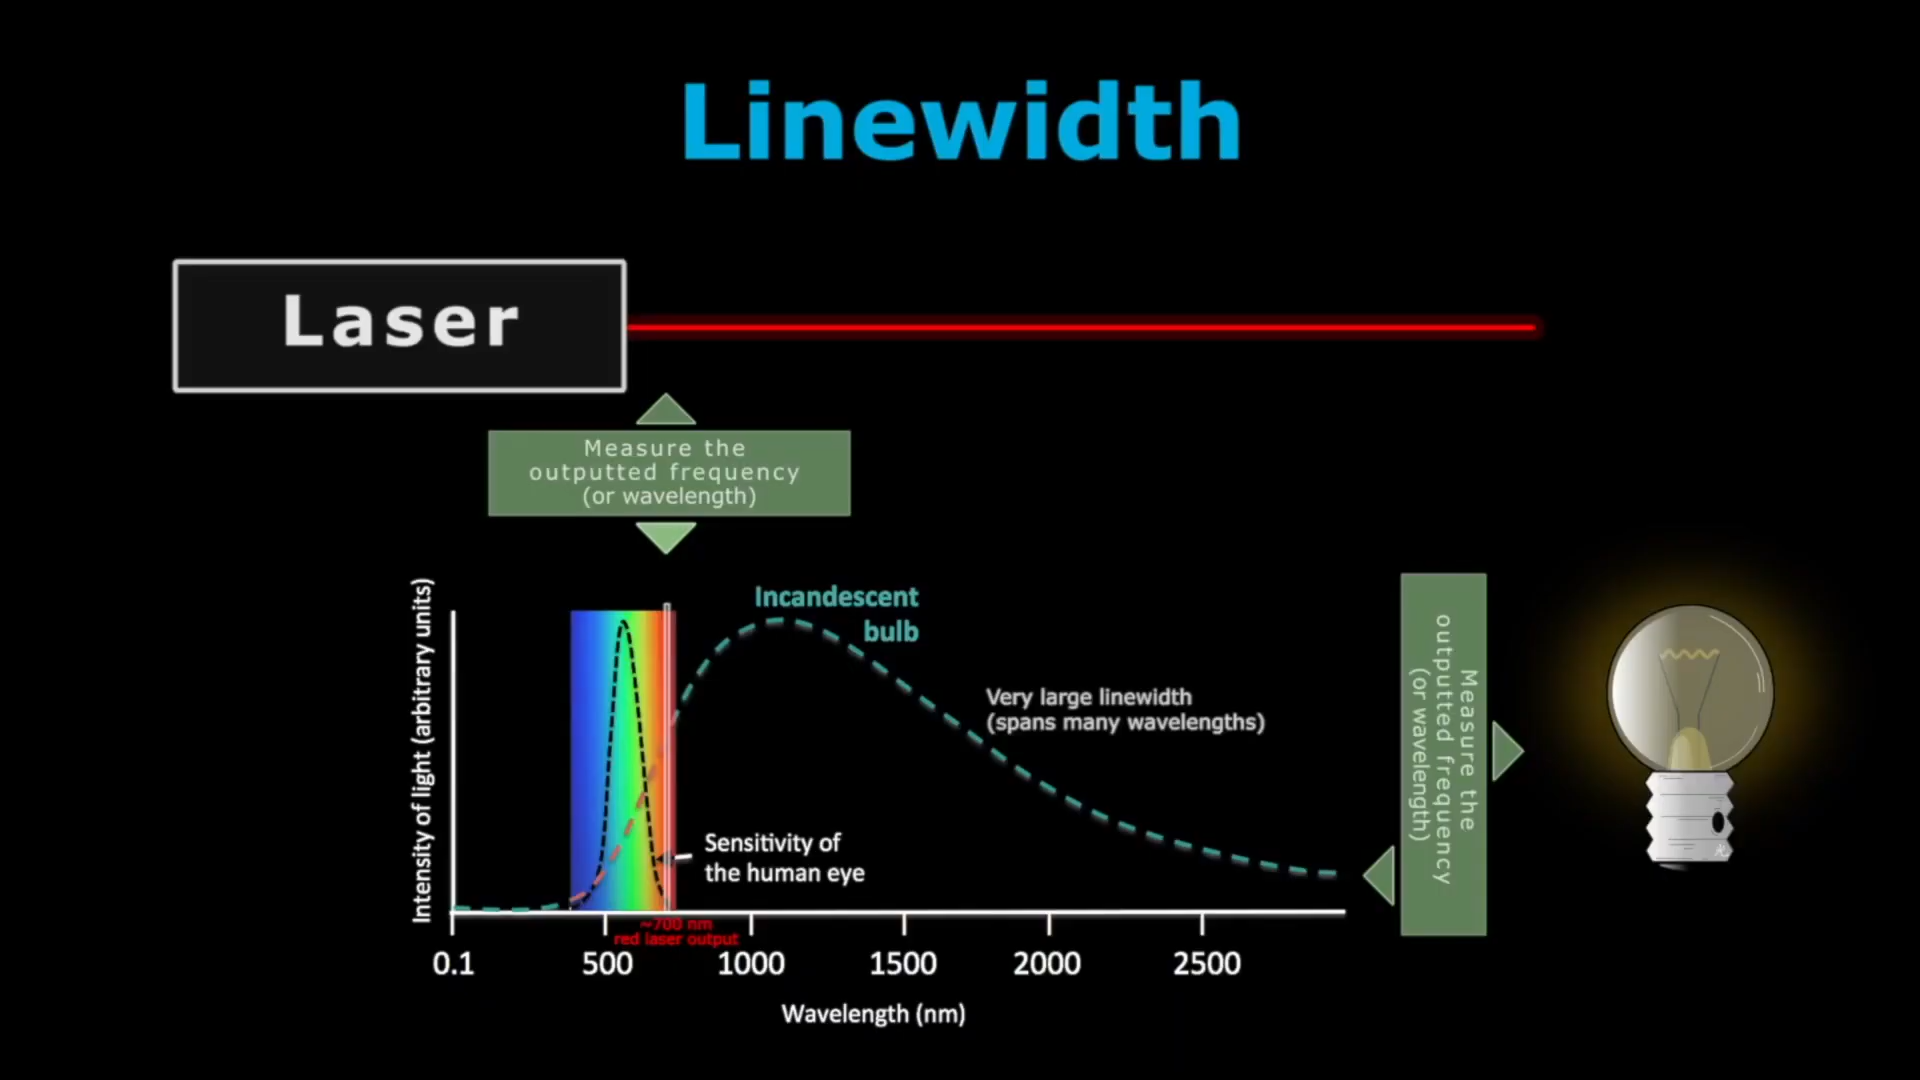 Linewidth
Laser
Measure the
outputted frequency
(or wavelength)
Intensity of light (arbitrary units)
Incandescent
bulb
Very large linewidth
(spans many wavelengths)
Sensitivity of
the human eye
~700 nm
red laser output
0.1 500 1000 1500 2000 2500
Wavelength (nm)
Measure the
outputted frequency
(or wavelength)